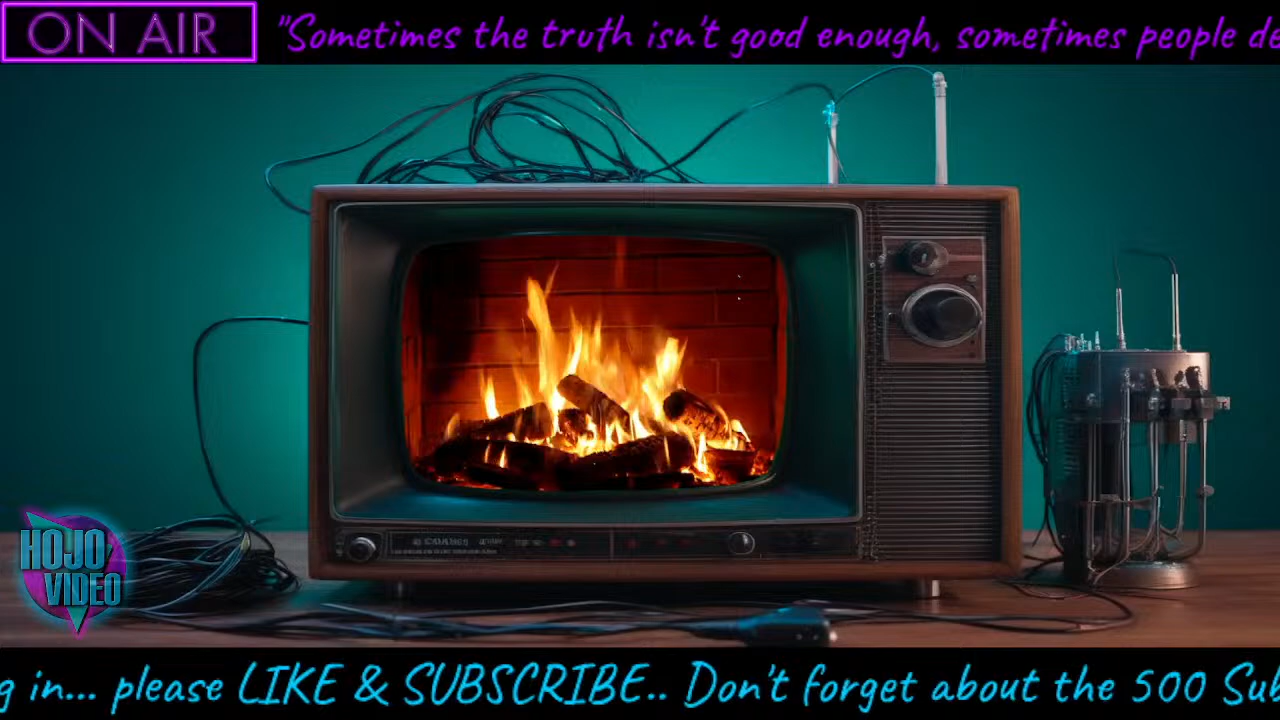 ON AIR
"Sometimes the truth isn't good enough, sometimes people de
HOJO
VIDEO
g in... please LIKE & SUBSCRIBE.. Don't forget about the 500 Sub